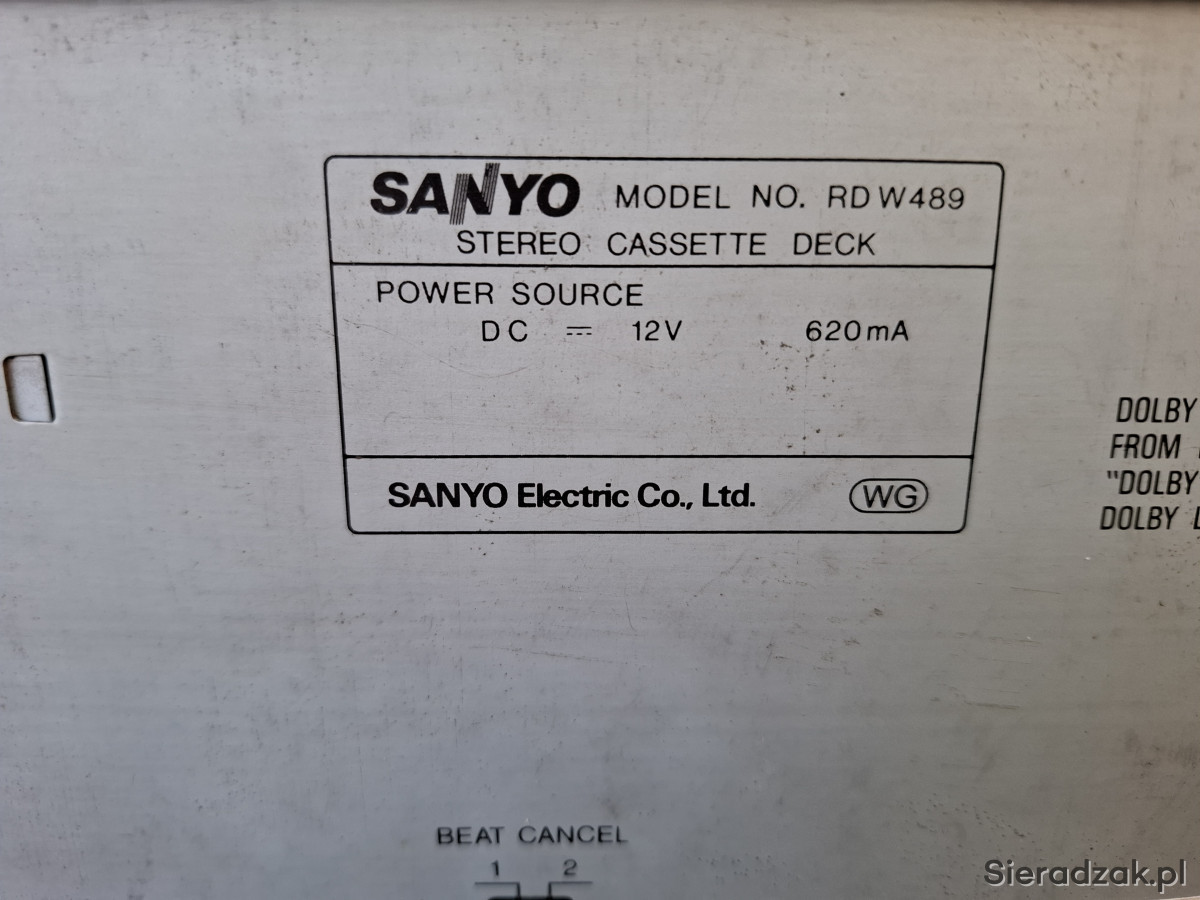 SANYO MODEL NO. RD W489
STEREO CASSETTE DECK
POWER SOURCE
DC ⎓ 12V 620mA
SANYO Electric Co., Ltd. WG
DOLBY
FROM
"DOLBY
DOLBY
BEAT CANCEL
1 2
Sieradzak.pl